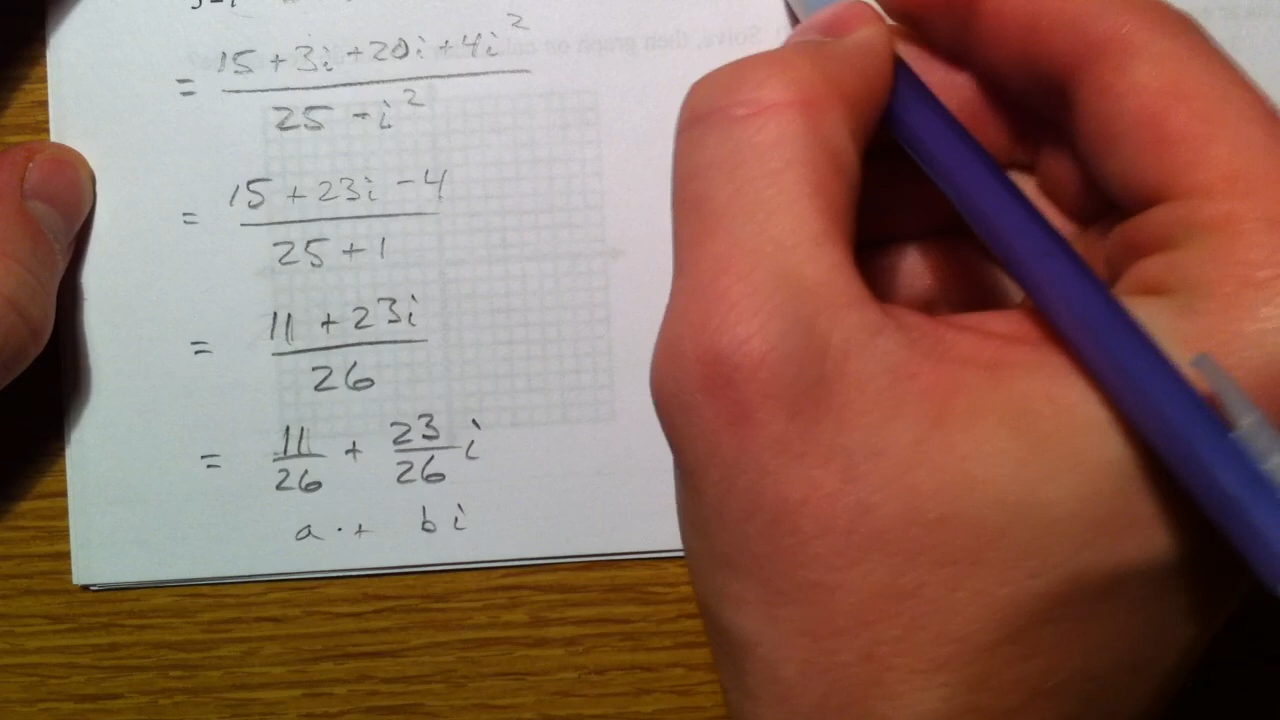 = 15 + 3i + 20i + 4i²
25 - i²
= 15 + 23i - 4
25 + 1
= 11 + 23i
26
= 11/26 + 23/26 i
a + bi